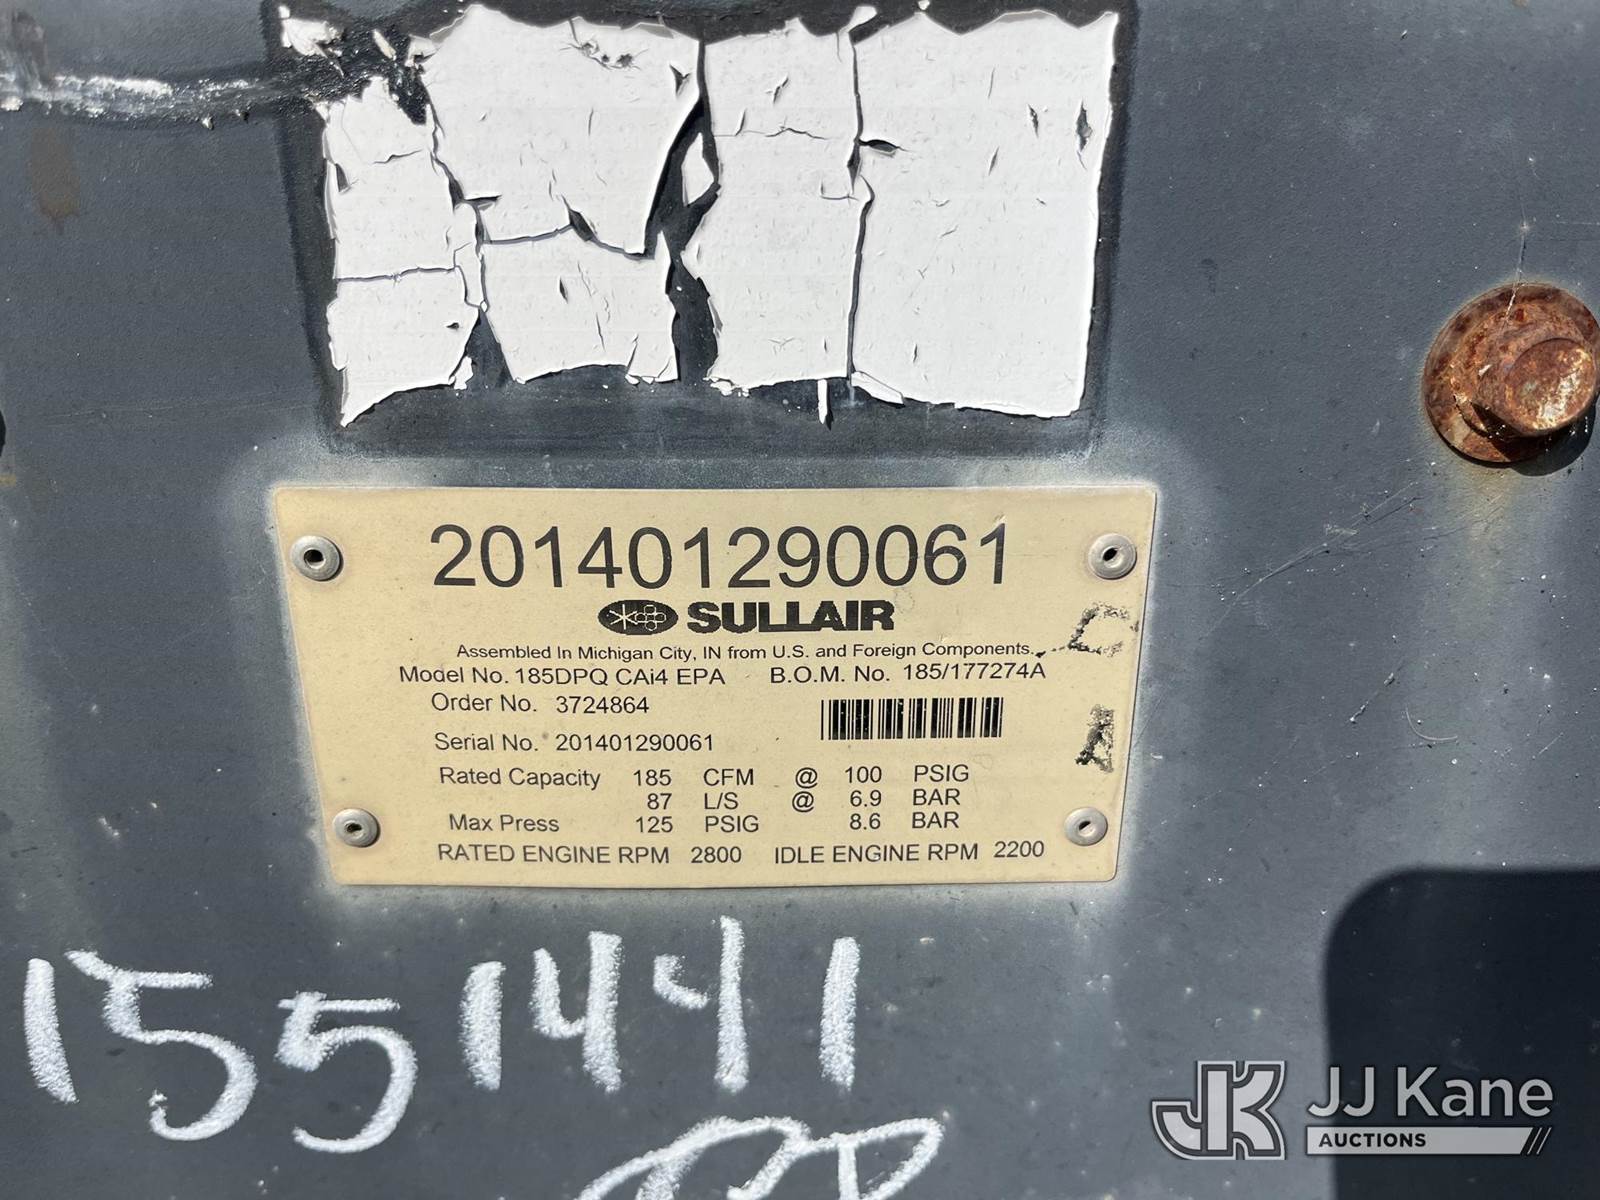 201401290061
SULLAIR
Assembled In Michigan City, IN from U.S. and Foreign Components.
Model No. 185DPQ CAi4 EPA B.O.M. No. 185/177274A
Order No. 3724864
Serial No. 201401290061
Rated Capacity 185 CFM @ 100 PSIG
87 L/S @ 6.9 BAR
Max Press 125 PSIG 8.6 BAR
RATED ENGINE RPM 2800 IDLE ENGINE RPM 2200
1551441
JK JJ Kane
AUCTIONS